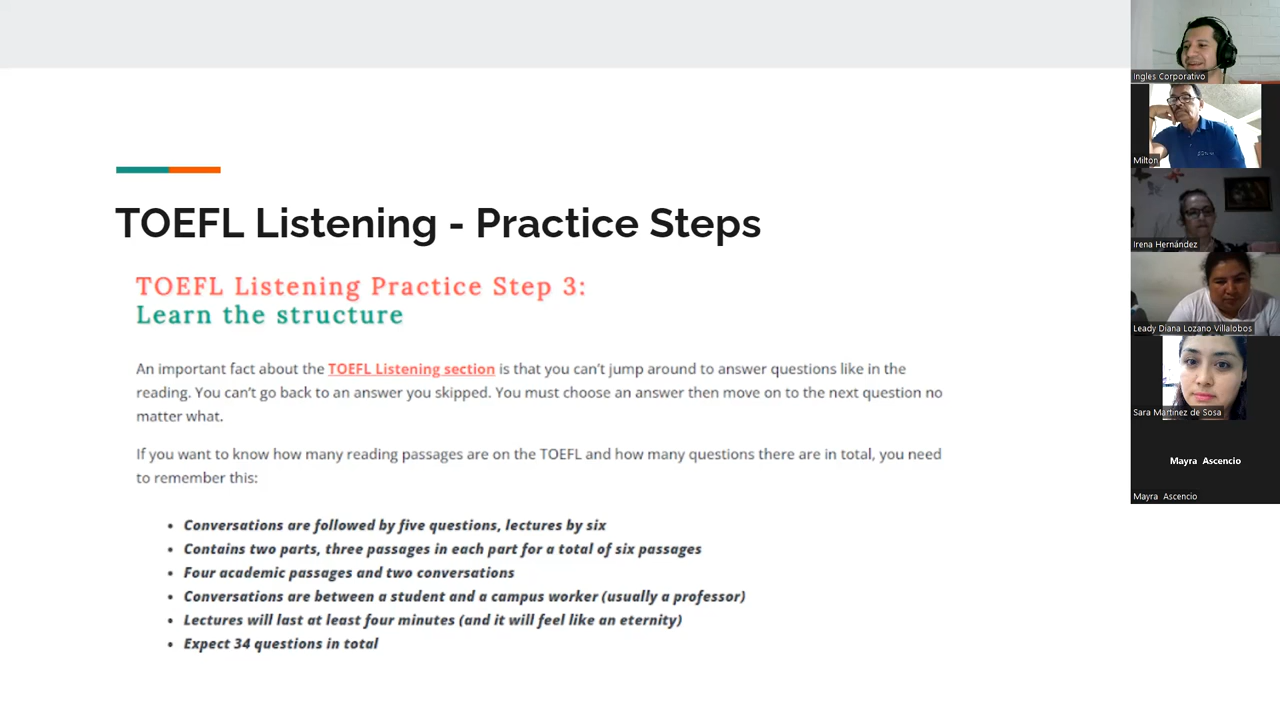 TOEFL Listening - Practice Steps
TOEFL Listening Practice Step 3:
Learn the structure
An important fact about the TOEFL Listening section is that you can't jump around to answer questions like in the
reading. You can't go back to an answer you skipped. You must choose an answer then move on to the next question no
matter what.
If you want to know how many reading passages are on the TOEFL and how many questions there are in total, you need
to remember this:
• Conversations are followed by five questions, lectures by six
• Contains two parts, three passages in each part for a total of six passages
• Four academic passages and two conversations
• Conversations are between a student and a campus worker (usually a professor)
• Lectures will last at least four minutes (and it will feel like an eternity)
• Expect 34 questions in total
Ingles Corporativo
Milton
Irena Hernández
Leady Diana Lozano Villalobos
Sara Martinez de Sosa
Mayra Ascencio
Mayra Ascencio